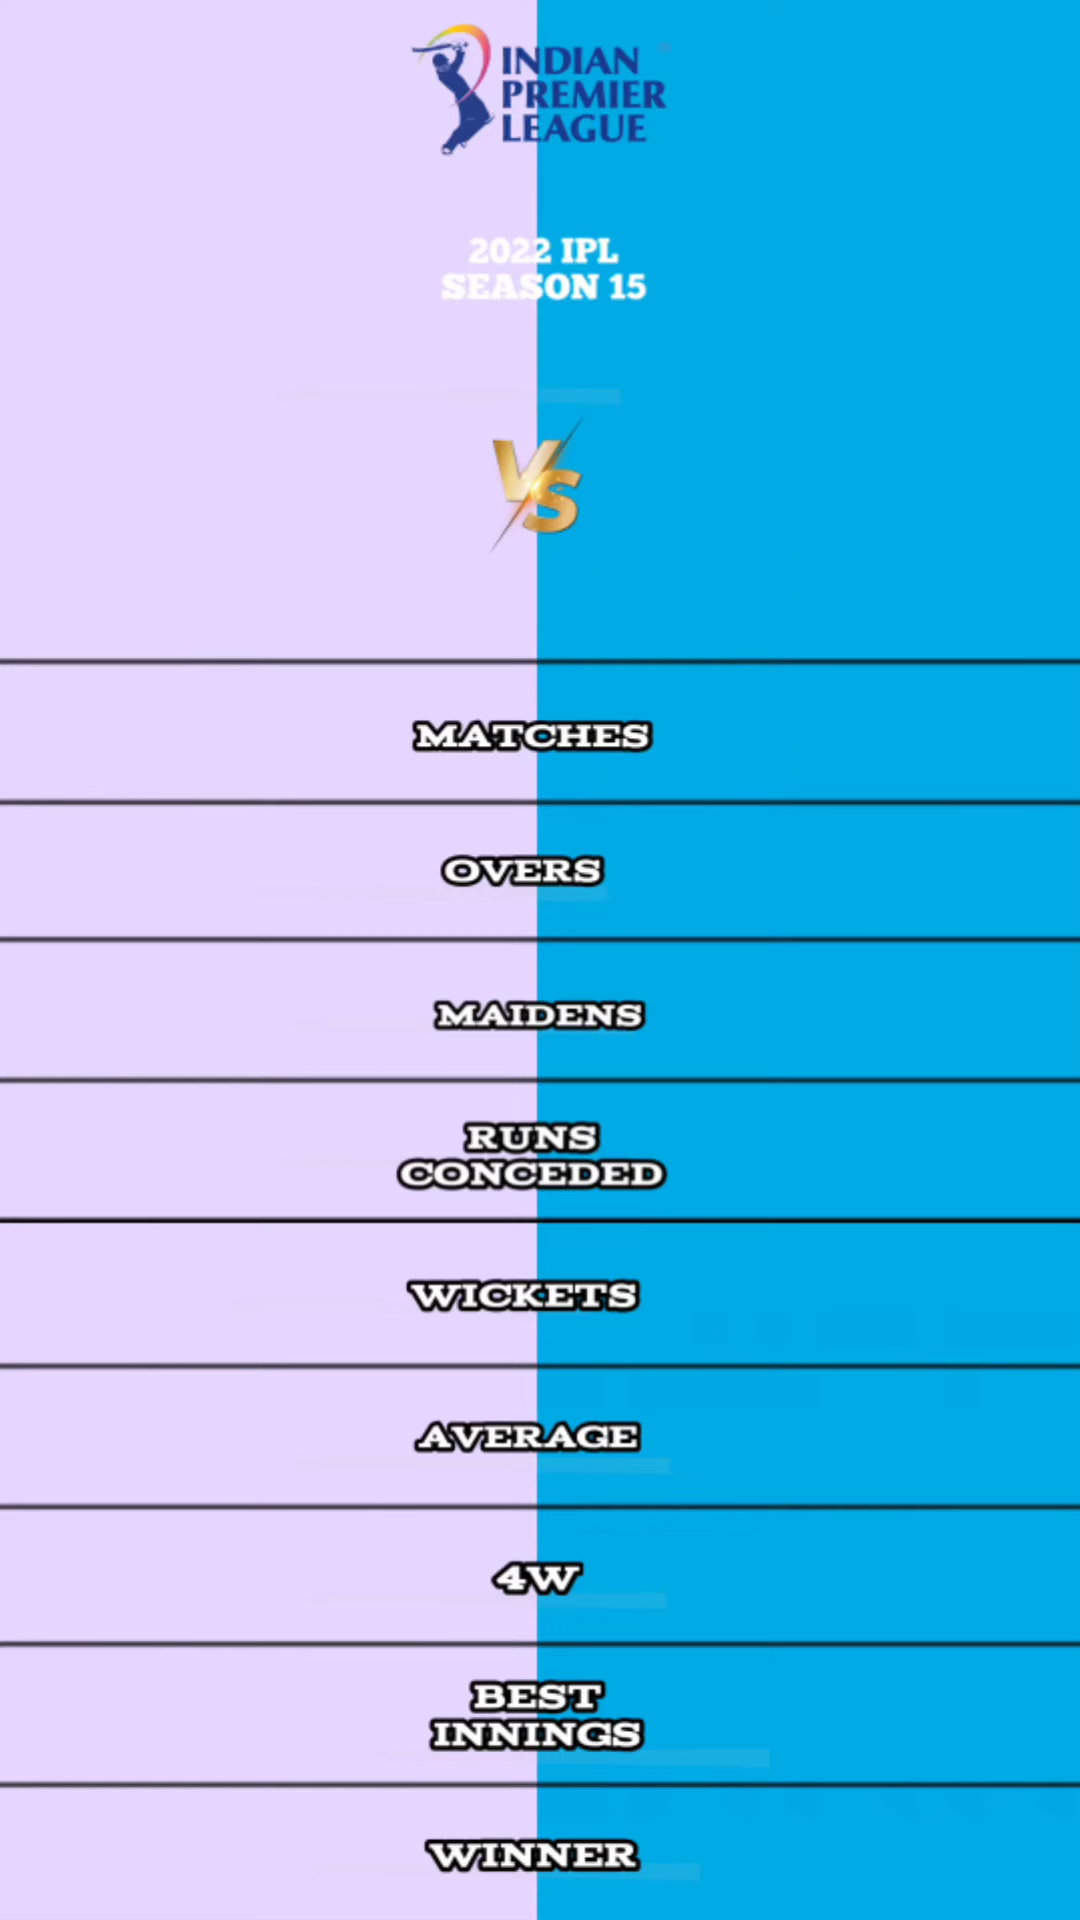 INDIAN
PREMIER
LEAGUE
2022 IPL
SEASON 15
VS
MATCHES
OVERS
MAIDENS
RUNS
CONCEDED
WICKETS
AVERAGE
4W
BEST
INNINGS
WINNER